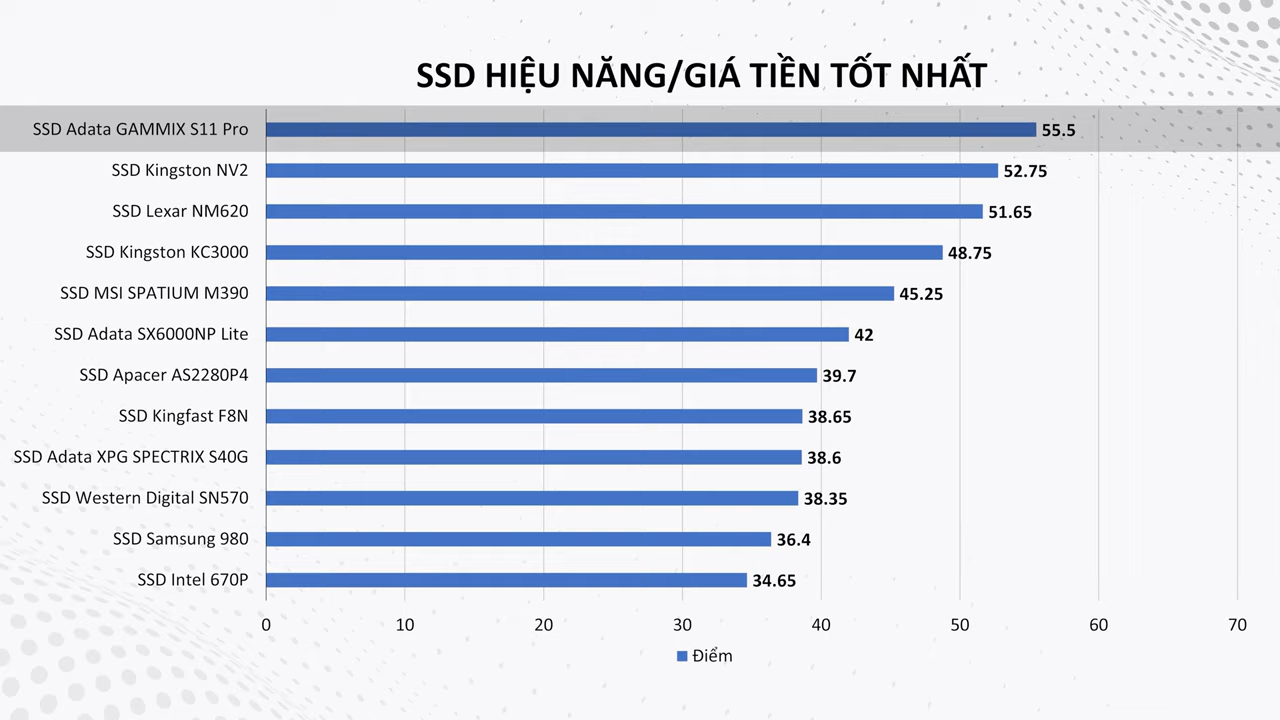 SSD HIỆU NĂNG/GIÁ TIỀN TỐT NHẤT
SSD Adata GAMMIX S11 Pro 55.5
SSD Kingston NV2 52.75
SSD Lexar NM620 51.65
SSD Kingston KC3000 48.75
SSD MSI SPATIUM M390 45.25
SSD Adata SX6000NP Lite 42
SSD Apacer AS2280P4 39.7
SSD Kingfast F8N 38.65
SSD Adata XPG SPECTRIX S40G 38.6
SSD Western Digital SN570 38.35
SSD Samsung 980 36.4
SSD Intel 670P 34.65
0 10 20 30 40 50 60 70
Điểm